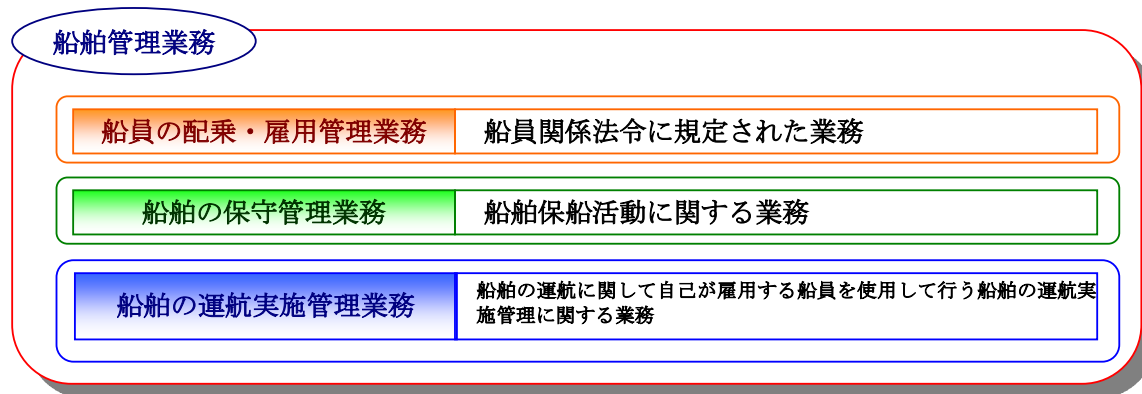 船舶管理業務
船員の配乗・雇用管理業務
船員関係法令に規定された業務
船舶の保守管理業務
船舶保船活動に関する業務
船舶の運航実施管理業務
船舶の運航に関して自己が雇用する船員を使用して行う船舶の運航実
施管理に関する業務